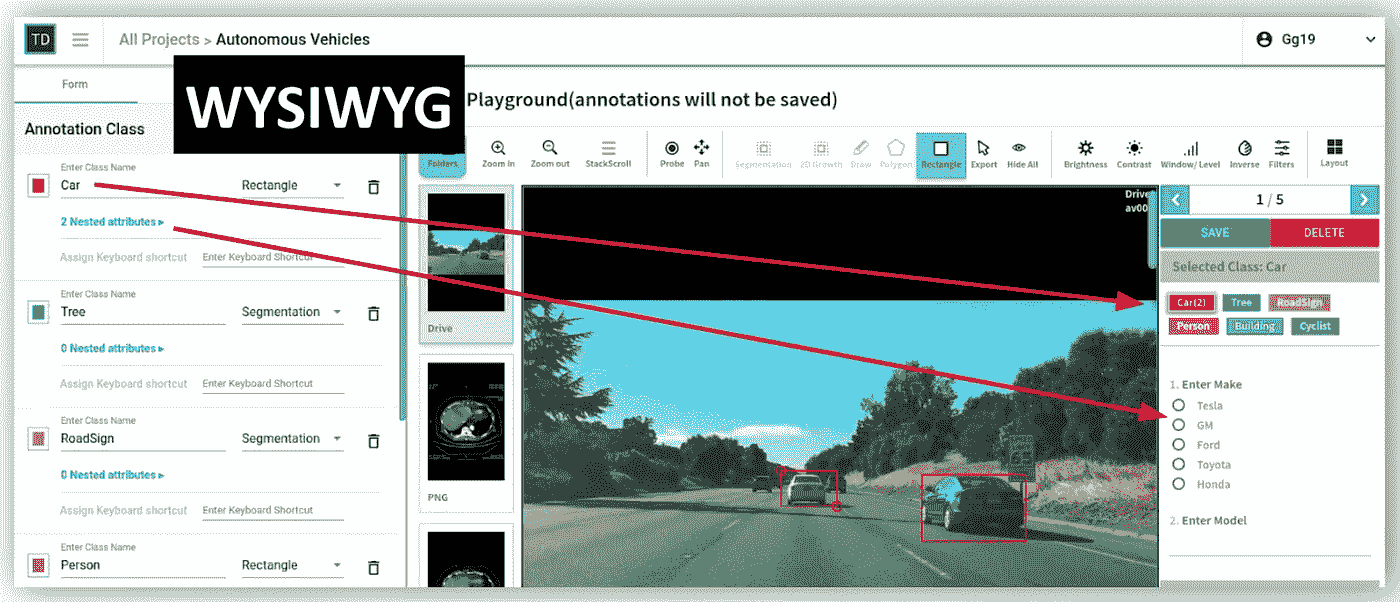 TD
All Projects > Autonomous Vehicles
Gg19
Form
WYSIWYG
Playground(annotations will not be saved)
Annotation Class
Enter Class Name
Car
Rectangle
2 Nested attributes
Assign Keyboard shortcut
Enter Keyboard Shortcut
Enter Class Name
Tree
Segmentation
0 Nested attributes
Assign Keyboard shortcut
Enter Keyboard Shortcut
Enter Class Name
RoadSign
Segmentation
0 Nested attributes
Assign Keyboard shortcut
Enter Keyboard Shortcut
Enter Class Name
Person
Rectangle
Folders
Zoom in
Zoom out
StackScroll
Probe
Pan
Segmentation
2D Growth
Draw
Polygon
Rectangle
Export
Hide All
Brightness
Contrast
Window/ Level
Inverse
Filters
Layout
Drive
PNG
Drive
av00
1 / 5
SAVE
DELETE
Selected Class: Car
Car(2)
Tree
RoadSign
Person
Building
Cyclist
1. Enter Make
Tesla
GM
Ford
Toyota
Honda
2. Enter Model